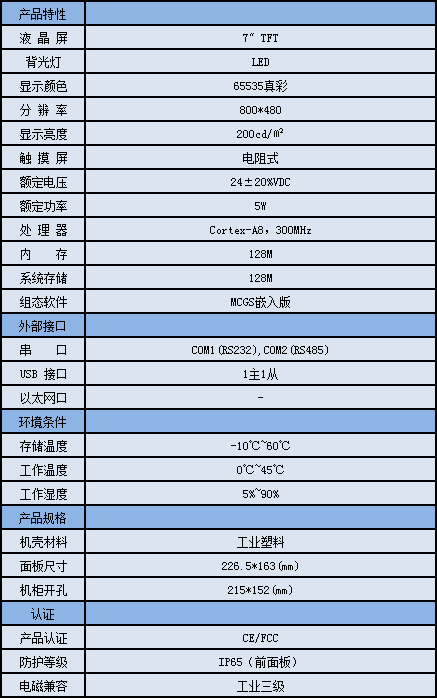 产品特性
液 晶 屏 7" TFT
背光灯 LED
显示颜色 65535真彩
分 辨 率 800*480
显示亮度 200cd/㎡
触 摸 屏 电阻式
额定电压 24±20%VDC
额定功率 5W
处 理 器 Cortex-A8，300MHz
内 存 128M
系统存储 128M
组态软件 MCGS嵌入版
外部接口
串 口 COM1(RS232),COM2(RS485)
USB 接口 1主1从
以太网口 -
环境条件
存储温度 -10℃~60℃
工作温度 0℃~45℃
工作湿度 5%~90%
产品规格
机壳材料 工业塑料
面板尺寸 226.5*163(mm)
机柜开孔 215*152(mm)
认证
产品认证 CE/FCC
防护等级 IP65（前面板）
电磁兼容 工业三级